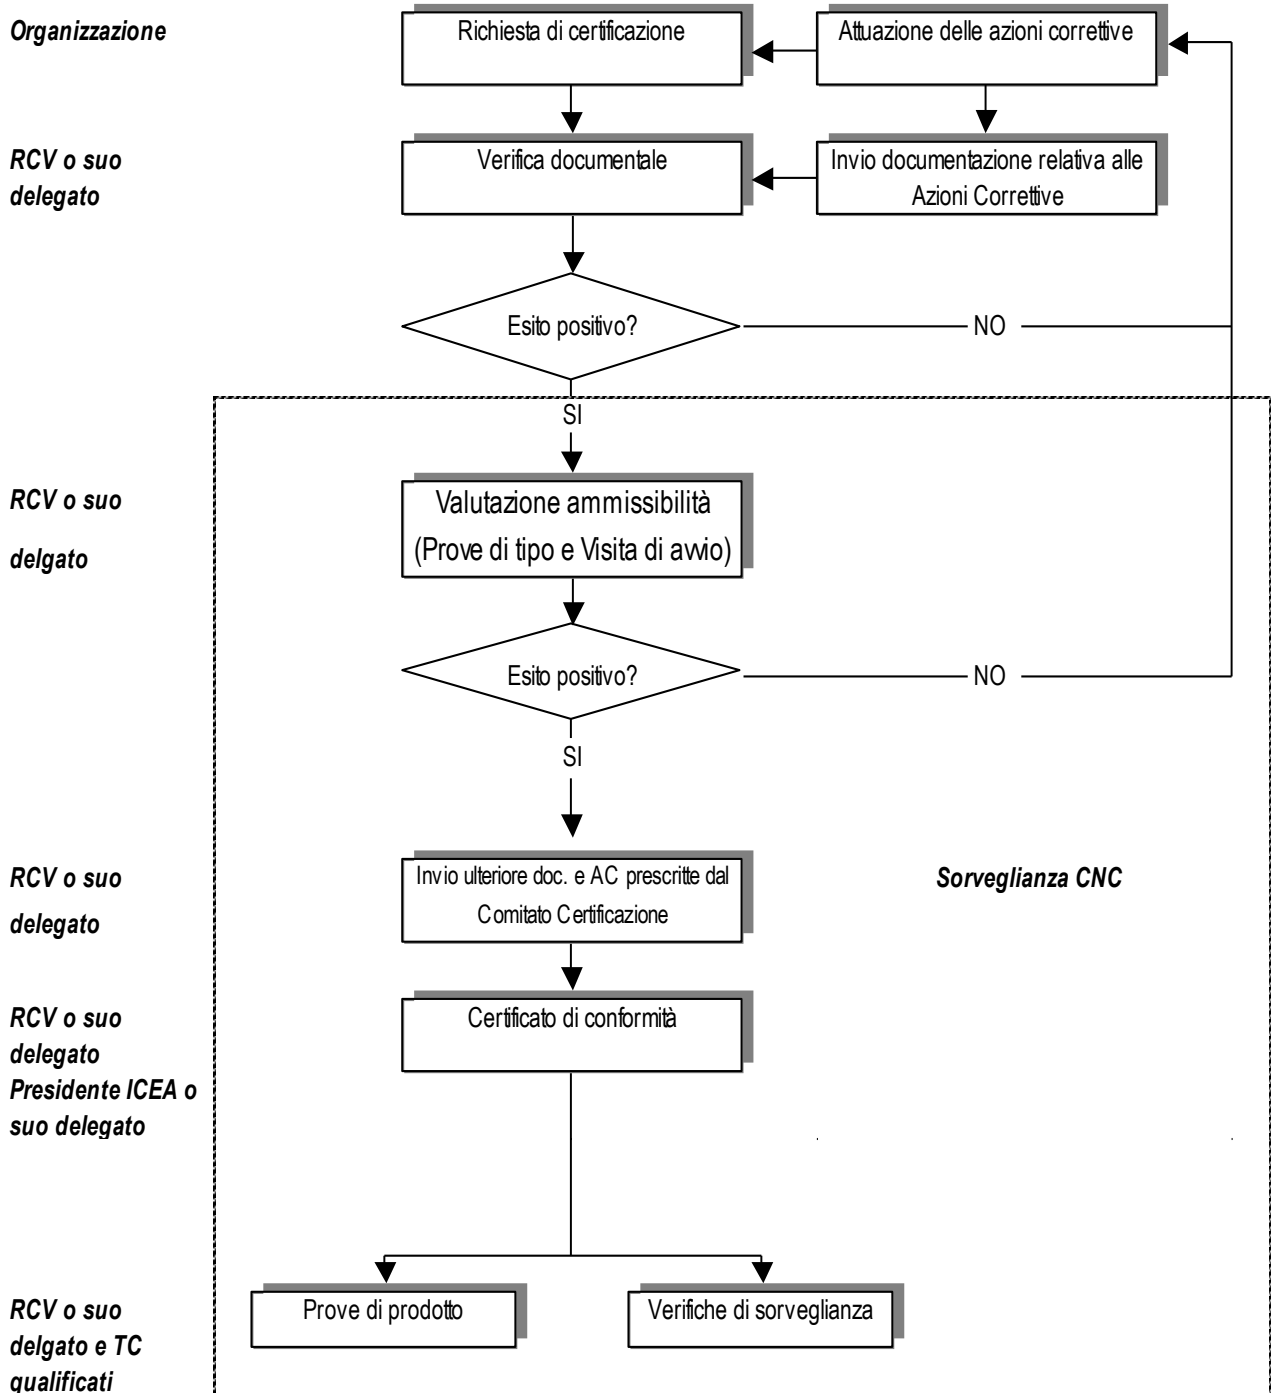 Organizzazione
Richiesta di certificazione
Attuazione delle azioni correttive
RCV o suo
delegato
Verifica documentale
Invio documentazione relativa alle
Azioni Correttive
Esito positivo?
NO
SI
RCV o suo
delgato
Valutazione ammissibilità
(Prove di tipo e Visita di avvio)
Esito positivo?
NO
SI
RCV o suo
delegato
Invio ulteriore doc. e AC prescritte dal
Comitato Certificazione
Sorveglianza CNC
RCV o suo
delegato
Presidente ICEA o
suo delegato
Certificato di conformità
Prove di prodotto
Verifiche di sorveglianza
RCV o suo
delgato e TC
qualificati